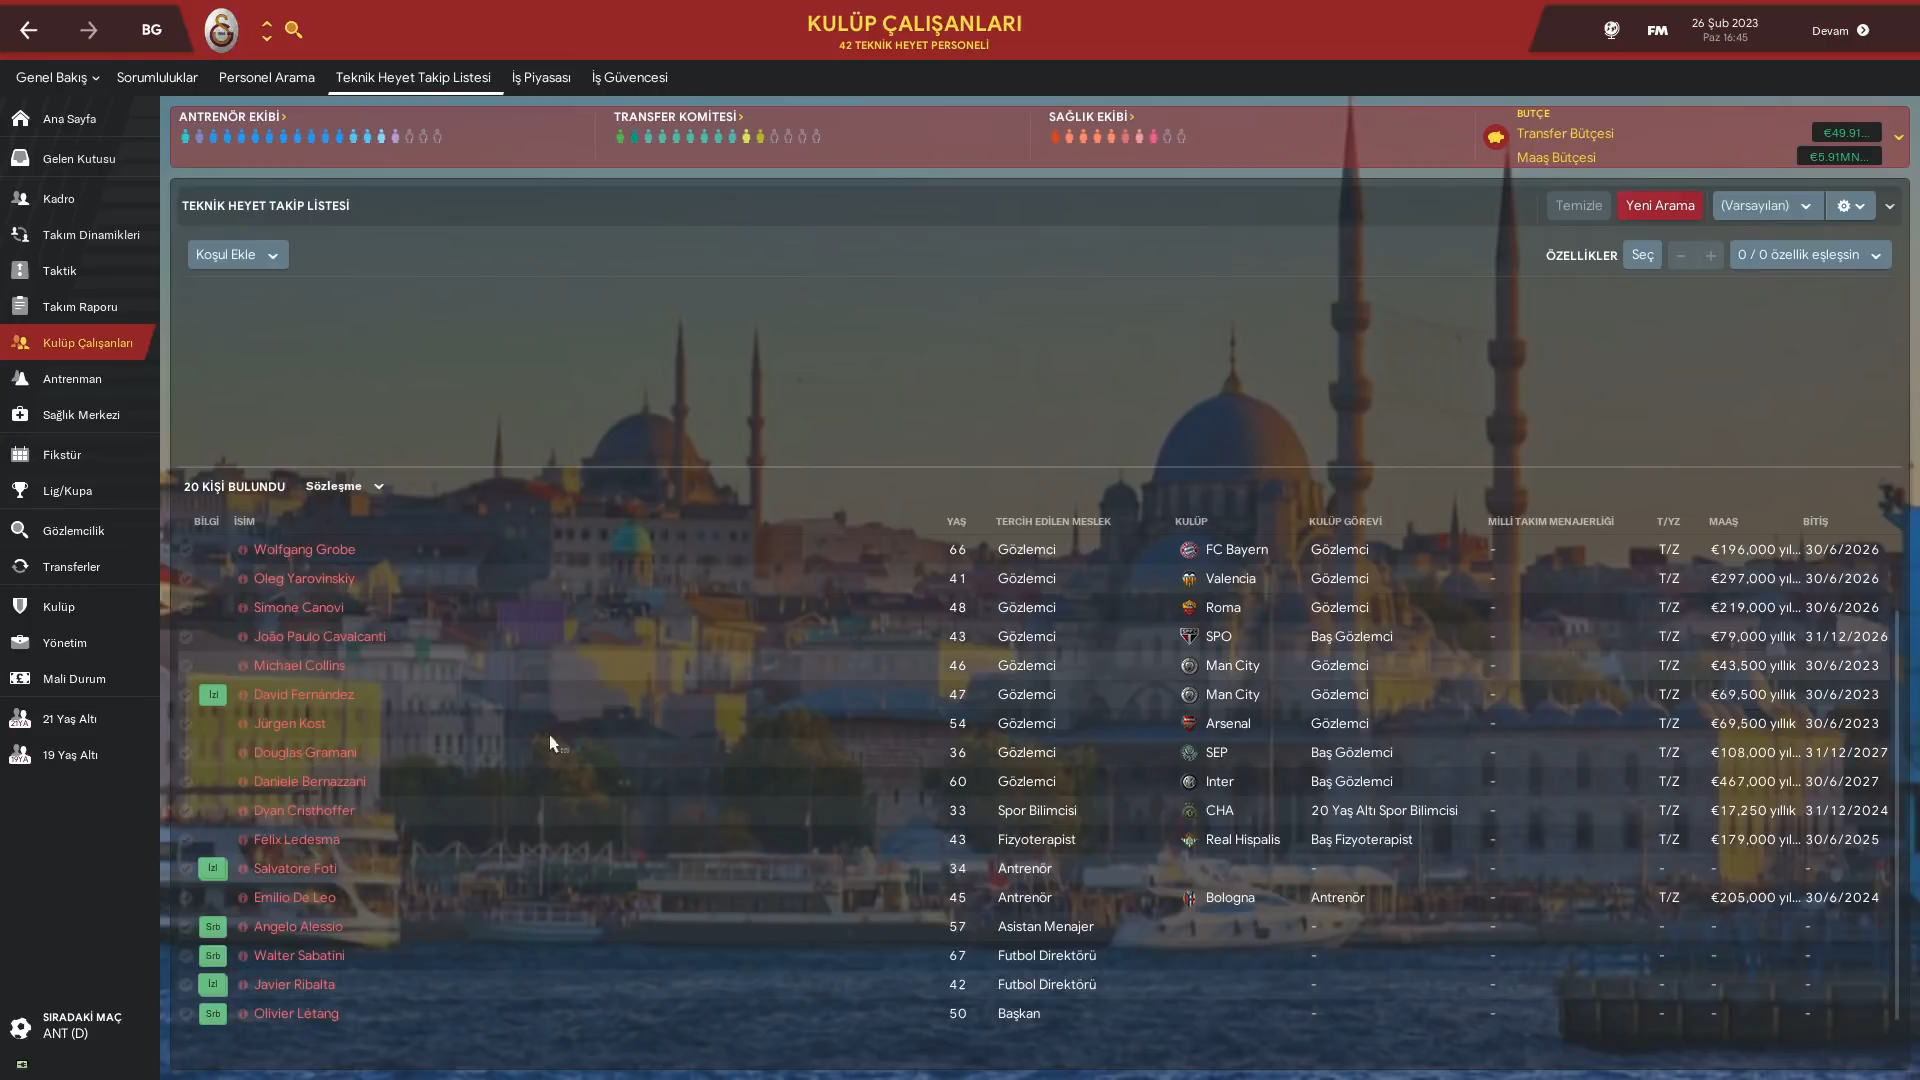 BG
KULÜP ÇALIŞANLARI
42 TEKNİK HEYET PERSONELİ
FM
26 Şub 2023
Paz 16:45
Devam
Genel Bakış
Sorumluluklar
Personel Arama
Teknik Heyet Takip Listesi
İş Piyasası
İş Güvencesi
Ana Sayfa
Gelen Kutusu
Kadro
Takım Dinamikleri
Taktik
Takım Raporu
Kulüp Çalışanları
Antrenman
Sağlık Merkezi
Fikstür
Lig/Kupa
Gözlemcilik
Transferler
Kulüp
Yönetim
Mali Durum
21YA
21 Yaş Altı
19YA
19 Yaş Altı
SIRADAKİ MAÇ
ANT (D)
ANTRENÖR EKİBİ>
TRANSFER KOMİTESİ>
SAĞLIK EKİBİ>
BÜTÇE
Transfer Bütçesi €49.91...
Maaş Bütçesi €5.91MN...
TEKNİK HEYET TAKİP LİSTESİ
Temizle
Yeni Arama
(Varsayılan)
Koşul Ekle
ÖZELLİKLER
Seç
− +
0 / 0 özellik eşleşsin
20 KİŞİ BULUNDU
Sözleşme
BİLGİ İSİM YAŞ TERCİH EDİLEN MESLEK KULÜP KULÜP GÖREVİ MİLLİ TAKIM MENAJERLİĞİ T/YZ MAAŞ BİTİŞ
Wolfgang Grobe 66 Gözlemci FC Bayern Gözlemci - T/Z €196,000 yıl... 30/6/2026
Oleg Yarovinskiy 41 Gözlemci Valencia Gözlemci - T/Z €297,000 yıl... 30/6/2026
Simone Canovi 48 Gözlemci Roma Gözlemci - T/Z €219,000 yıl... 30/6/2026
João Paulo Cavalcanti 43 Gözlemci SPO Baş Gözlemci - T/Z €79,000 yıllık 31/12/2026
Michael Collins 46 Gözlemci Man City Gözlemci - T/Z €43,500 yıllık 30/6/2023
İzl David Fernández 47 Gözlemci Man City Gözlemci - T/Z €69,500 yıllık 30/6/2023
Jürgen Kost 54 Gözlemci Arsenal Gözlemci - T/Z €69,500 yıllık 30/6/2023
Douglas Gramani 36 Gözlemci SEP Baş Gözlemci - T/Z €108,000 yıl... 31/12/2027
Daniele Bernazzani 60 Gözlemci Inter Baş Gözlemci - T/Z €467,000 yıl... 30/6/2027
Dyan Cristhoffer 33 Spor Bilimcisi CHA 20 Yaş Altı Spor Bilimcisi - T/Z €17,250 yıllık 31/12/2024
Félix Ledesma 43 Fizyoterapist Real Hispalis Baş Fizyoterapist - T/Z €179,000 yıl... 30/6/2025
İzl Salvatore Foti 34 Antrenör - - - - -
Emilio De Leo 45 Antrenör Bologna Antrenör - T/Z €205,000 yıl... 30/6/2024
Srb Angelo Alessio 57 Asistan Menajer - - - - -
Srb Walter Sabatini 67 Futbol Direktörü - - - - -
İzl Javier Ribalta 42 Futbol Direktörü - - - - -
Srb Olivier Létang 50 Başkan - - - - -